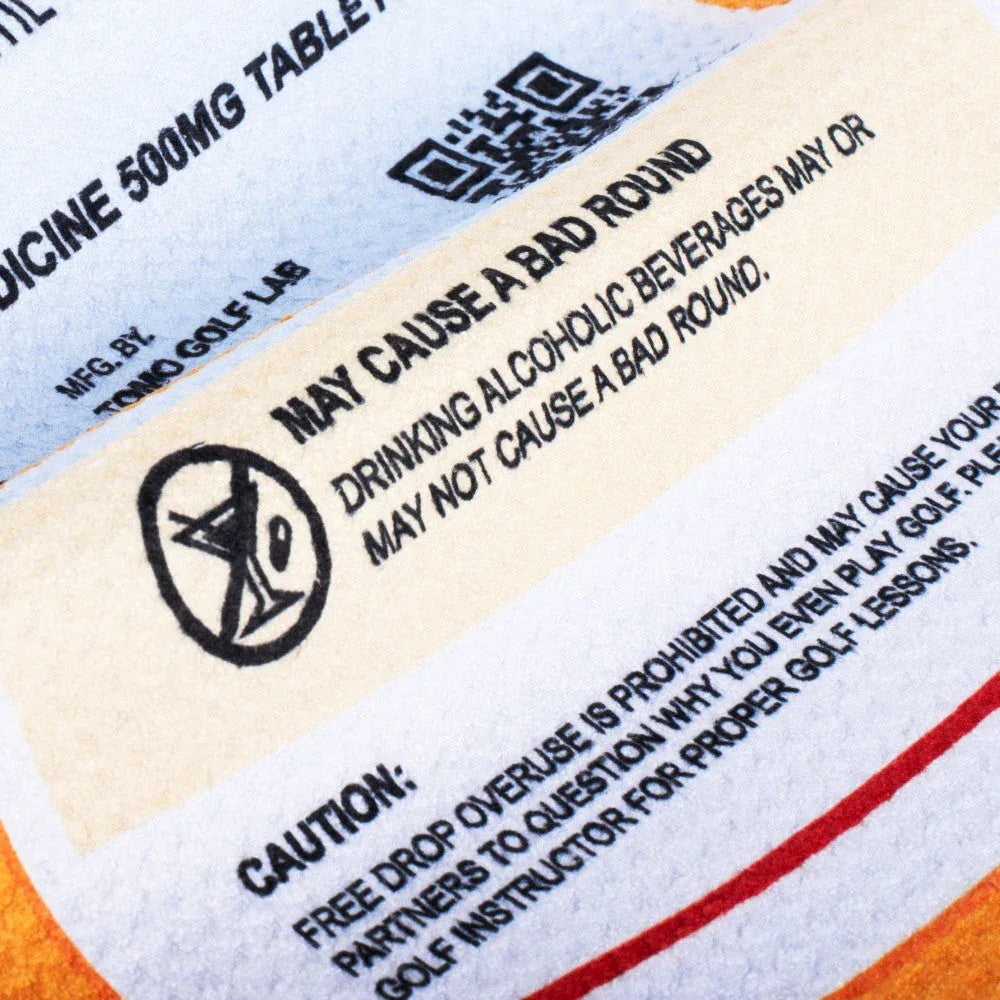 500MG TABLET
MFG. BY.
TOMO GOLF LAB
MAY CAUSE A BAD ROUND
DRINKING ALCOHOLIC BEVERAGES MAY OR
MAY NOT CAUSE A BAD ROUND.
CAUTION:
FREE DROP OVERUSE IS PROHIBITED AND MAY CAUSE YOUR
PARTNERS TO QUESTION WHY YOU EVEN PLAY GOLF.
GOLF INSTRUCTOR FOR PROPER GOLF LESSONS.